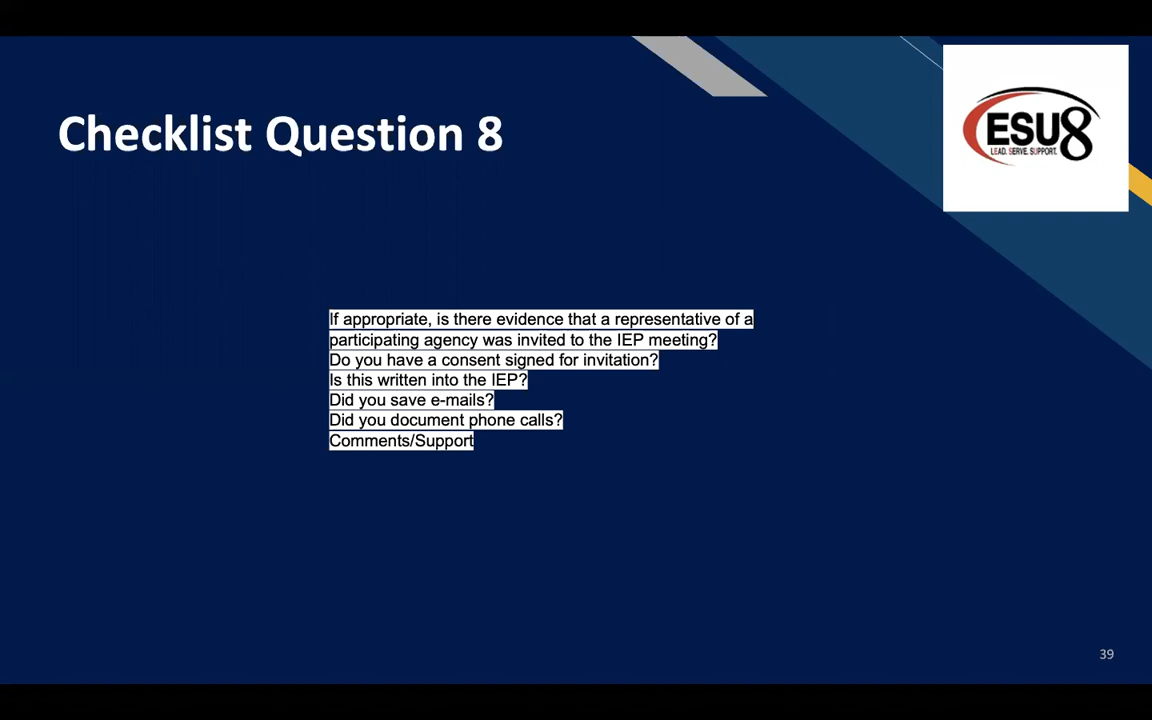 Checklist Question 8
ESU8
LEAD. SERVE. SUPPORT.
If appropriate, is there evidence that a representative of a
participating agency was invited to the IEP meeting?
Do you have a consent signed for invitation?
Is this written into the IEP?
Did you save e-mails?
Did you document phone calls?
Comments/Support
39